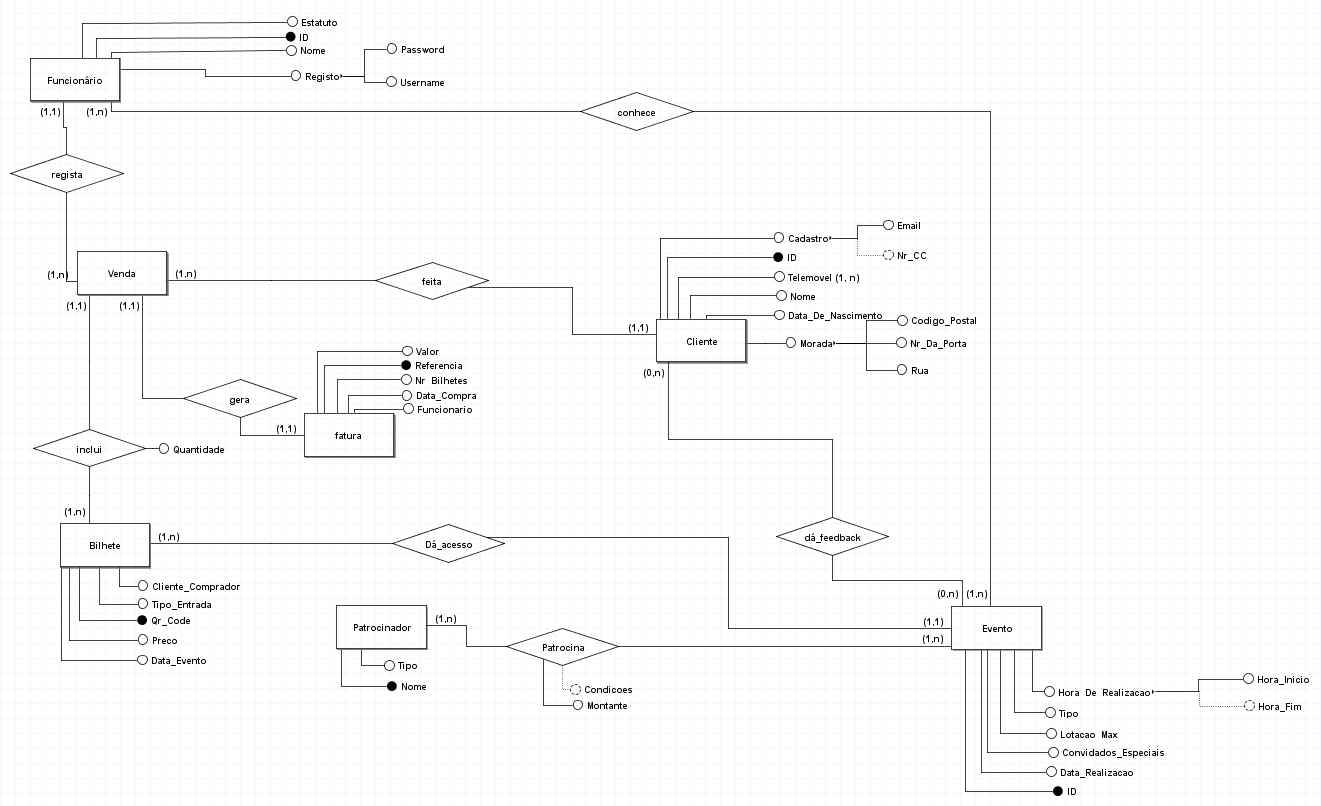 Estatuto
ID
Nome
Password
Registo
Username
Funcionário
(1,1)
(1,n)
conhece
regista
Email
Cadastro
Nr_CC
ID
Telemovel (1, n)
Nome
Data_De_Nascimento
Codigo_Postal
Morada
Nr_Da_Porta
Rua
(1,n)
Venda
(1,n)
feita
(1,1)
Cliente
(0,n)
(1,1)
(1,1)
Valor
Referencia
Nr Bilhetes
Data_Compra
Funcionario
gera
(1,1)
fatura
inclui
Quantidade
(1,n)
Bilhete
(1,n)
Dá_acesso
dá_feedback
Cliente_Comprador
Tipo_Entrada
Qr_Code
Preco
Data_Evento
(0,n)
(1,n)
(1,1)
(1,n)
Evento
Patrocinador
(1,n)
Patrocina
Tipo
Nome
Condicoes
Montante
Hora De Realizacao
Hora_Inicio
Hora_Fim
Tipo
Lotacao Max
Convidados_Especiais
Data_Realizacao
ID